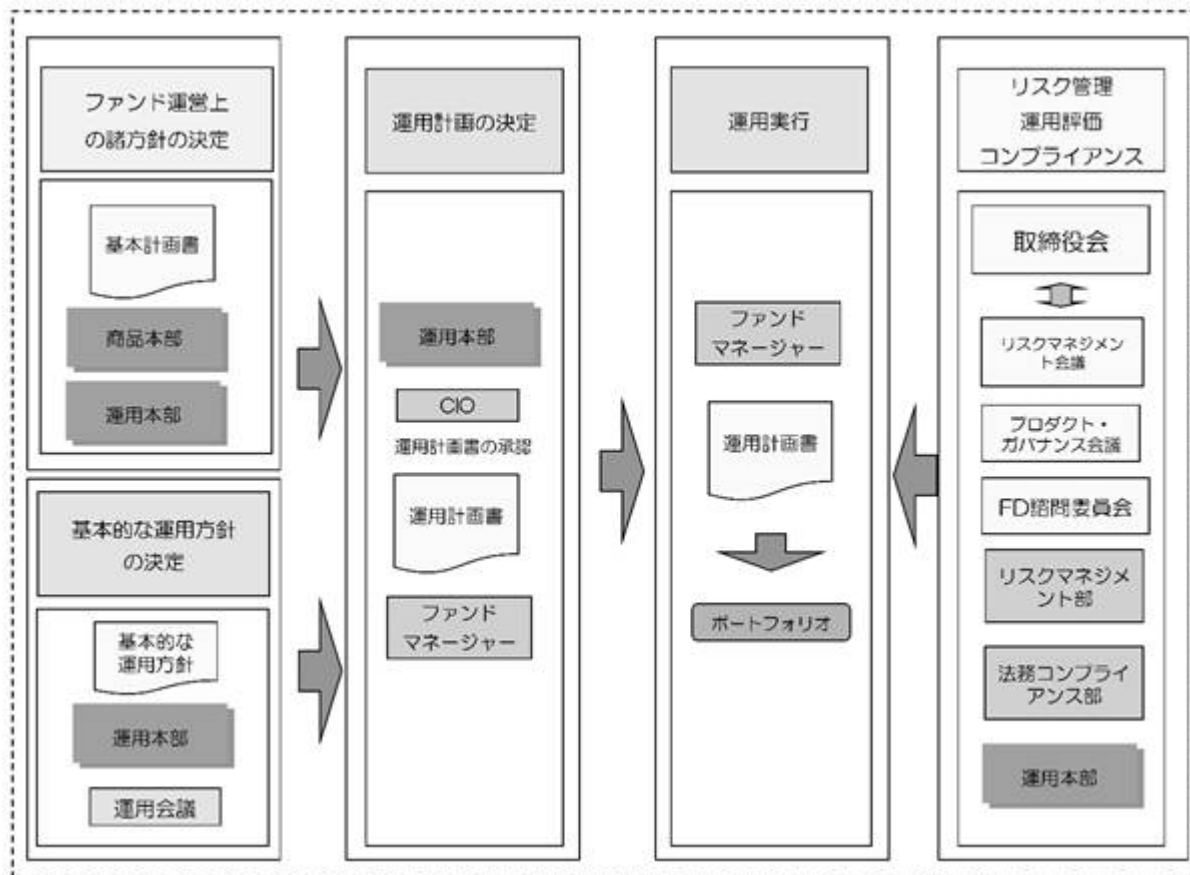 ファンド運営上
の諸方針の決定
基本計画書
商品本部
運用本部
基本的な運用方針
の決定
基本的な
運用方針
運用本部
運用会議
運用計画の決定
運用本部
CIO
運用計画書の承認
運用計画書
ファンド
マネージャー
運用実行
ファンド
マネージャー
運用計画書
ポートフォリオ
リスク管理
運用評価
コンプライアンス
取締役会
リスクマネジメン
ト会議
プロダクト・
ガバナンス会議
FD諮問委員会
リスクマネジメ
ント部
法務コンプライ
アンス部
運用本部